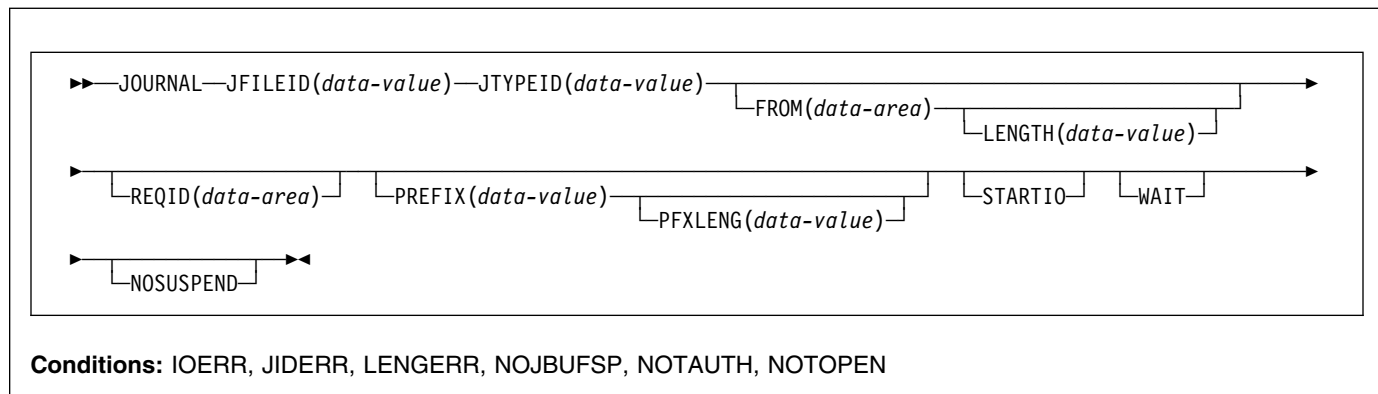 JOURNAL JFILEID(data-value) JTYPEID(data-value)
FROM(data-area)
LENGTH(data-value)
REQID(data-area) PREFIX(data-value) STARTIO WAIT
PFXLENG(data-value)
NOSUSPEND
Conditions: IOERR, JIDERR, LENGERR, NOJBUFSP, NOTAUTH, NOTOPEN